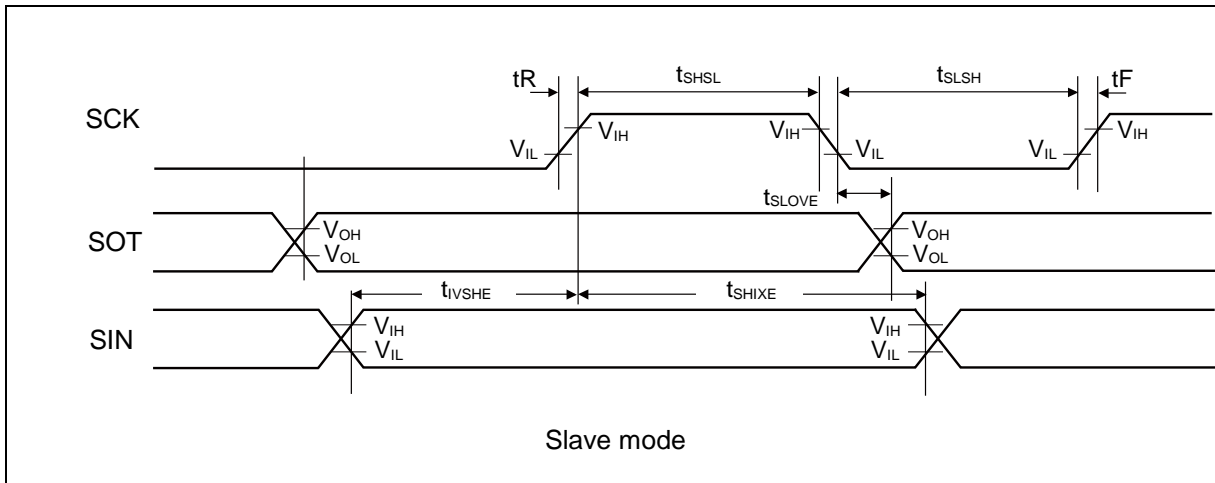 tR tSHSL tSLSH tF
SCK
VIH VIH VIH
VIL VIL VIL
tSLOVE
SOT
VOH VOH
VOL VOL
tIVSHE tSHIXE
SIN
VIH VIH
VIL VIL
Slave mode